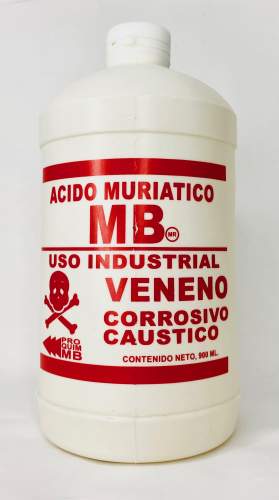 ACIDO MURIATICO
MB MR
USO INDUSTRIAL
VENENO
CORROSIVO
CAUSTICO
PRO
QUIM
MB
CONTENIDO NETO, 900 ML.